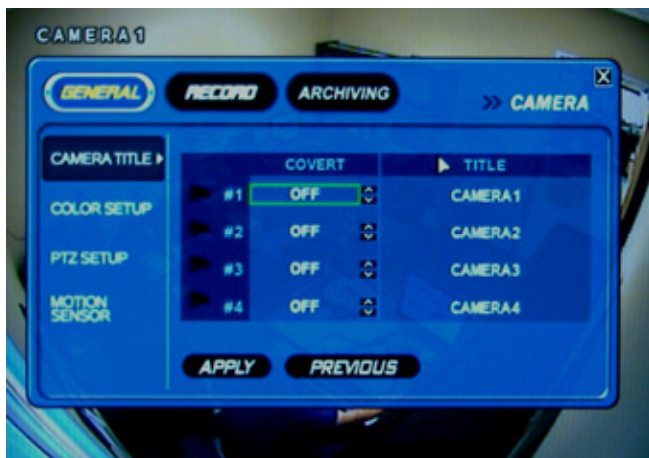 CAMERA1
GENERAL RECORD ARCHIVING
X
>> CAMERA
CAMERA TITLE
COVERT TITLE
#1 OFF CAMERA1
COLOR SETUP
#2 OFF CAMERA2
PTZ SETUP
#3 OFF CAMERA3
MOTION
SENSOR
#4 OFF CAMERA4
APPLY PREVIOUS